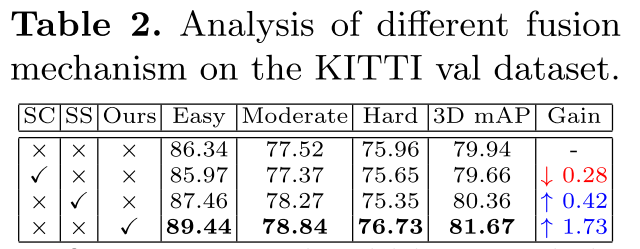 Table 2. Analysis of different fusion
mechanism on the KITTI val dataset.
SC SS Ours Easy Moderate Hard 3D mAP Gain
× × × 86.34 77.52 75.96 79.94 -
✓ × × 85.97 77.37 75.65 79.66 ↓ 0.28
× ✓ × 87.46 78.27 75.35 80.36 ↑ 0.42
× × ✓ 89.44 78.84 76.73 81.67 ↑ 1.73